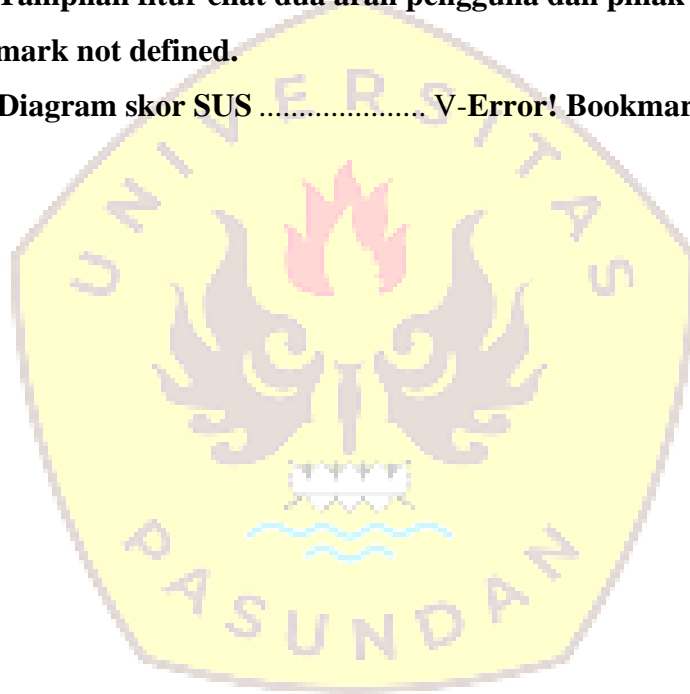 Tampilan fitur chat dua arah pengguna dan pihak
mark not defined.
Diagram skor SUS ..................... V-Error! Bookmar
UNIVERSITAS
PASUNDAN